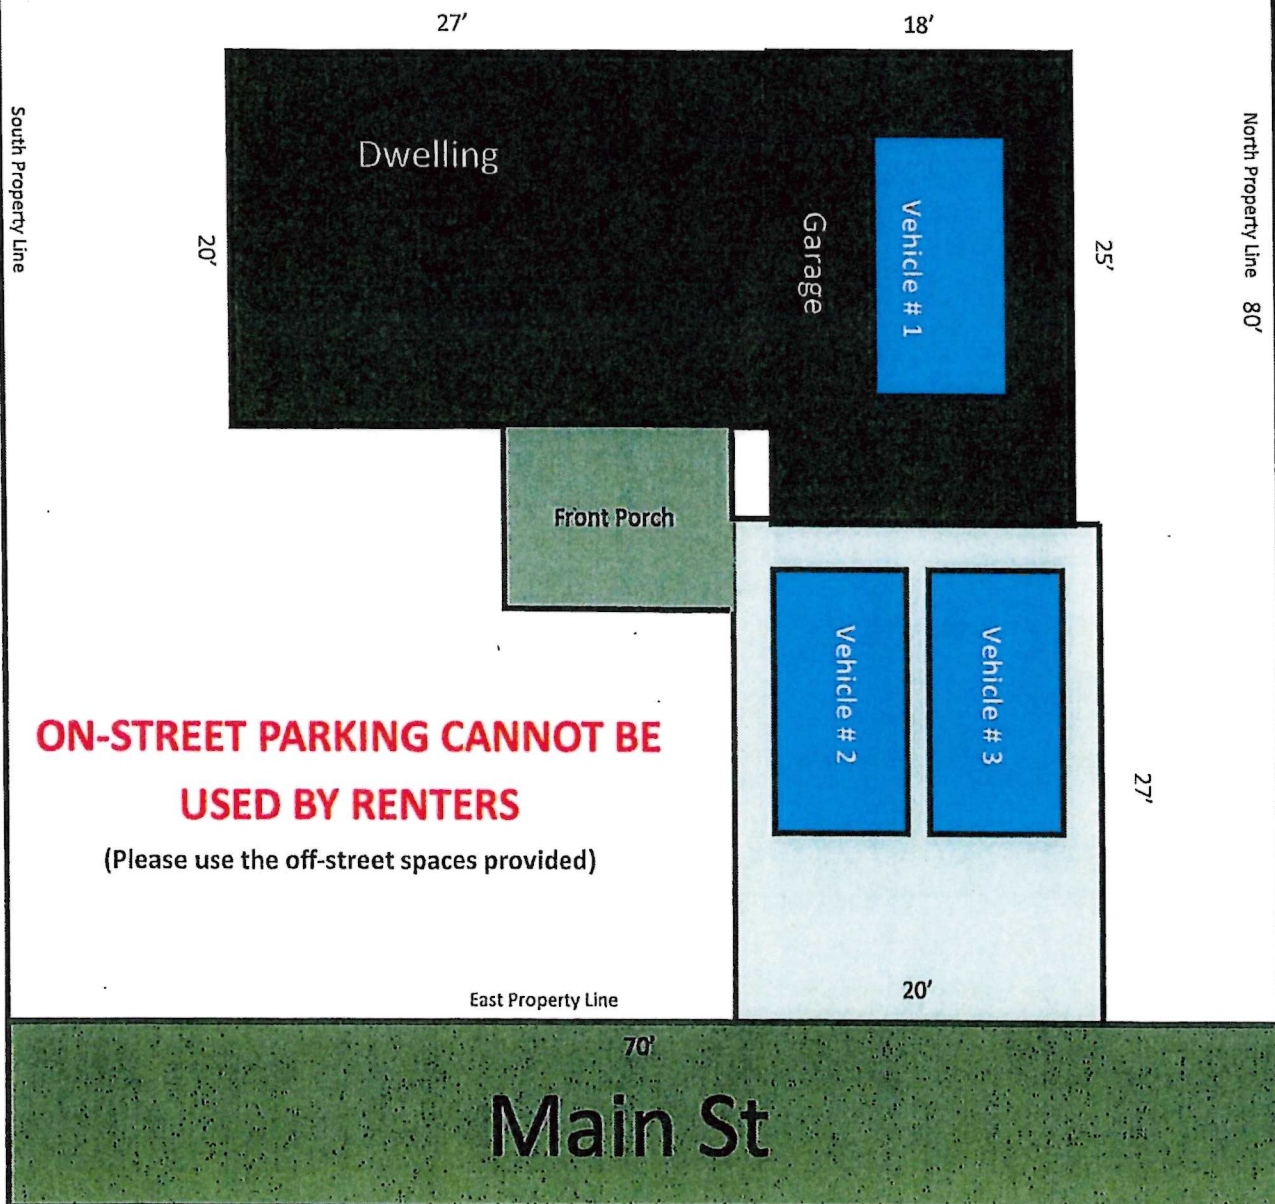 27’
18’
South Property Line
North Property Line 80’
Dwelling
Vehicle # 1
Garage
20’
25’
Front Porch
Vehicle # 2
Vehicle # 3
27’
ON-STREET PARKING CANNOT BE
USED BY RENTERS
(Please use the off-street spaces provided)
20’
East Property Line
70’
Main St